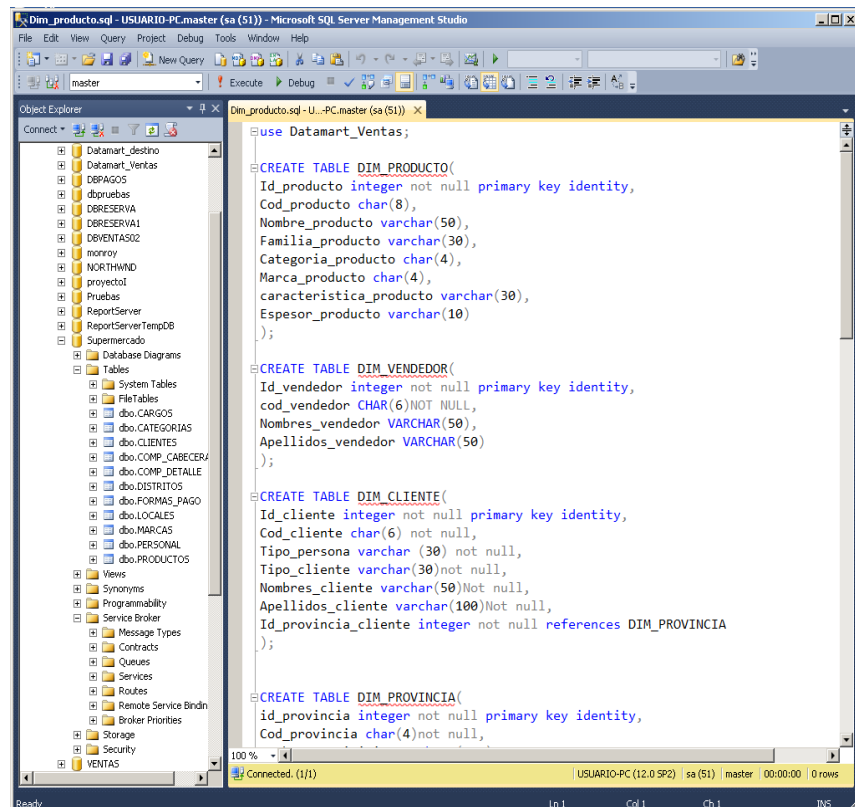 Dim_producto.sql - USUARIO-PC.master (sa (51)) - Microsoft SQL Server Management Studio
File Edit View Query Project Debug Tools Window Help
New Query
master
Execute Debug
Object Explorer
Connect
Datamart_destino
Datamart_Ventas
DBPAGOS
dbpruebas
DBRESERVA
DBRESERVA1
DBVENTAS02
monroy
NORTHWND
proyectoI
Pruebas
ReportServer
ReportServerTempDB
Supermercado
Database Diagrams
Tables
System Tables
FileTables
dbo.CARGOS
dbo.CATEGORIAS
dbo.CLIENTES
dbo.COMP_CABECERA
dbo.COMP_DETALLE
dbo.DISTRITOS
dbo.FORMAS_PAGO
dbo.LOCALES
dbo.MARCAS
dbo.PERSONAL
dbo.PRODUCTOS
Views
Synonyms
Programmability
Service Broker
Message Types
Contracts
Queues
Services
Routes
Remote Service Bindin
Broker Priorities
Storage
Security
VENTAS
Dim_producto.sql - U...-PC.master (sa (51))
use Datamart_Ventas;
CREATE TABLE DIM_PRODUCTO(
Id_producto integer not null primary key identity,
Cod_producto char(8),
Nombre_producto varchar(50),
Familia_producto varchar(30),
Categoria_producto char(4),
Marca_producto char(4),
caracteristica_producto varchar(30),
Espesor_producto varchar(10)
);
CREATE TABLE DIM_VENDEDOR(
Id_vendedor integer not null primary key identity,
cod_vendedor CHAR(6)NOT NULL,
Nombres_vendedor VARCHAR(50),
Apellidos_vendedor VARCHAR(50)
);
CREATE TABLE DIM_CLIENTE(
Id_cliente integer not null primary key identity,
Cod_cliente char(6) not null,
Tipo_persona varchar (30) not null,
Tipo_cliente varchar(30)not null,
Nombres_cliente varchar(50)Not null,
Apellidos_cliente varchar(100)Not null,
Id_provincia_cliente integer not null references DIM_PROVINCIA
);
CREATE TABLE DIM_PROVINCIA(
id_provincia integer not null primary key identity,
Cod_provincia char(4)not null,
100 %
Connected. (1/1) USUARIO-PC (12.0 SP2) sa (51) master 00:00:00 0 rows
Ready Ln 1 Col 1 Ch 1 INS